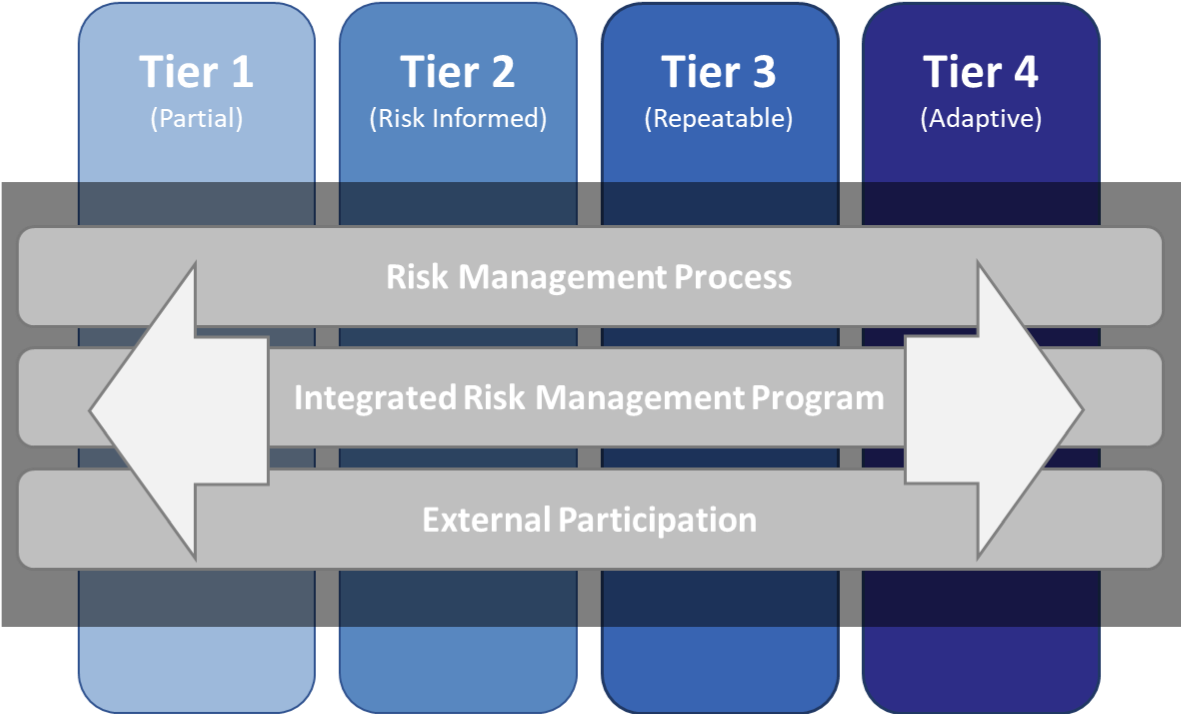 Tier 1
(Partial)
Tier 2
(Risk Informed)
Tier 3
(Repeatable)
Tier 4
(Adaptive)
Risk Management Process
Integrated Risk Management Program
External Participation